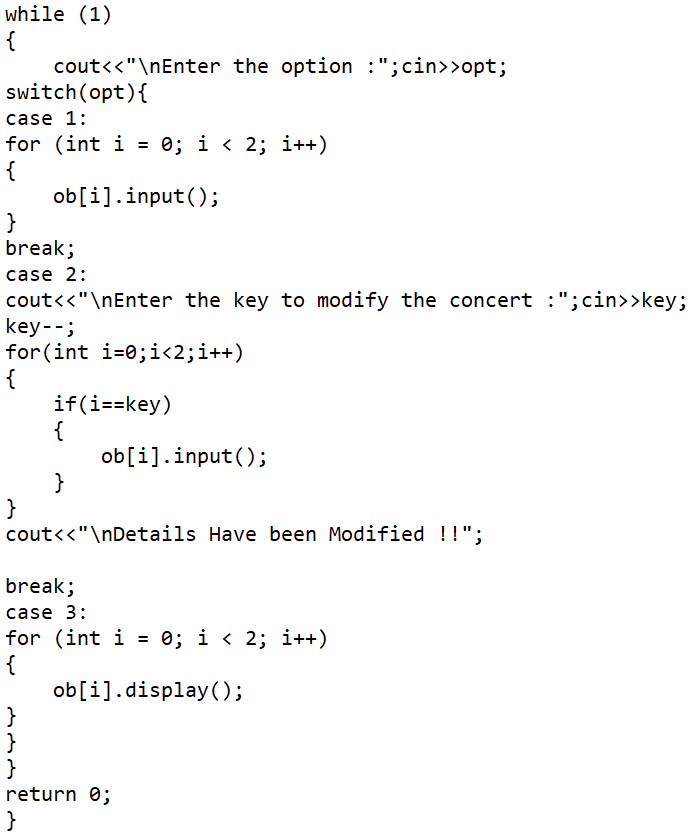 while (1)
{
    cout<<"\nEnter the option :";cin>>opt;
switch(opt){
case 1:
for (int i = 0; i < 2; i++)
{
    ob[i].input();
}
break;
case 2:
cout<<"\nEnter the key to modify the concert :";cin>>key;
key--;
for(int i=0;i<2;i++)
{
    if(i==key)
    {
        ob[i].input();
    }
}
cout<<"\nDetails Have been Modified !!";

break;
case 3:
for (int i = 0; i < 2; i++)
{
    ob[i].display();
}
}
}
return 0;
}